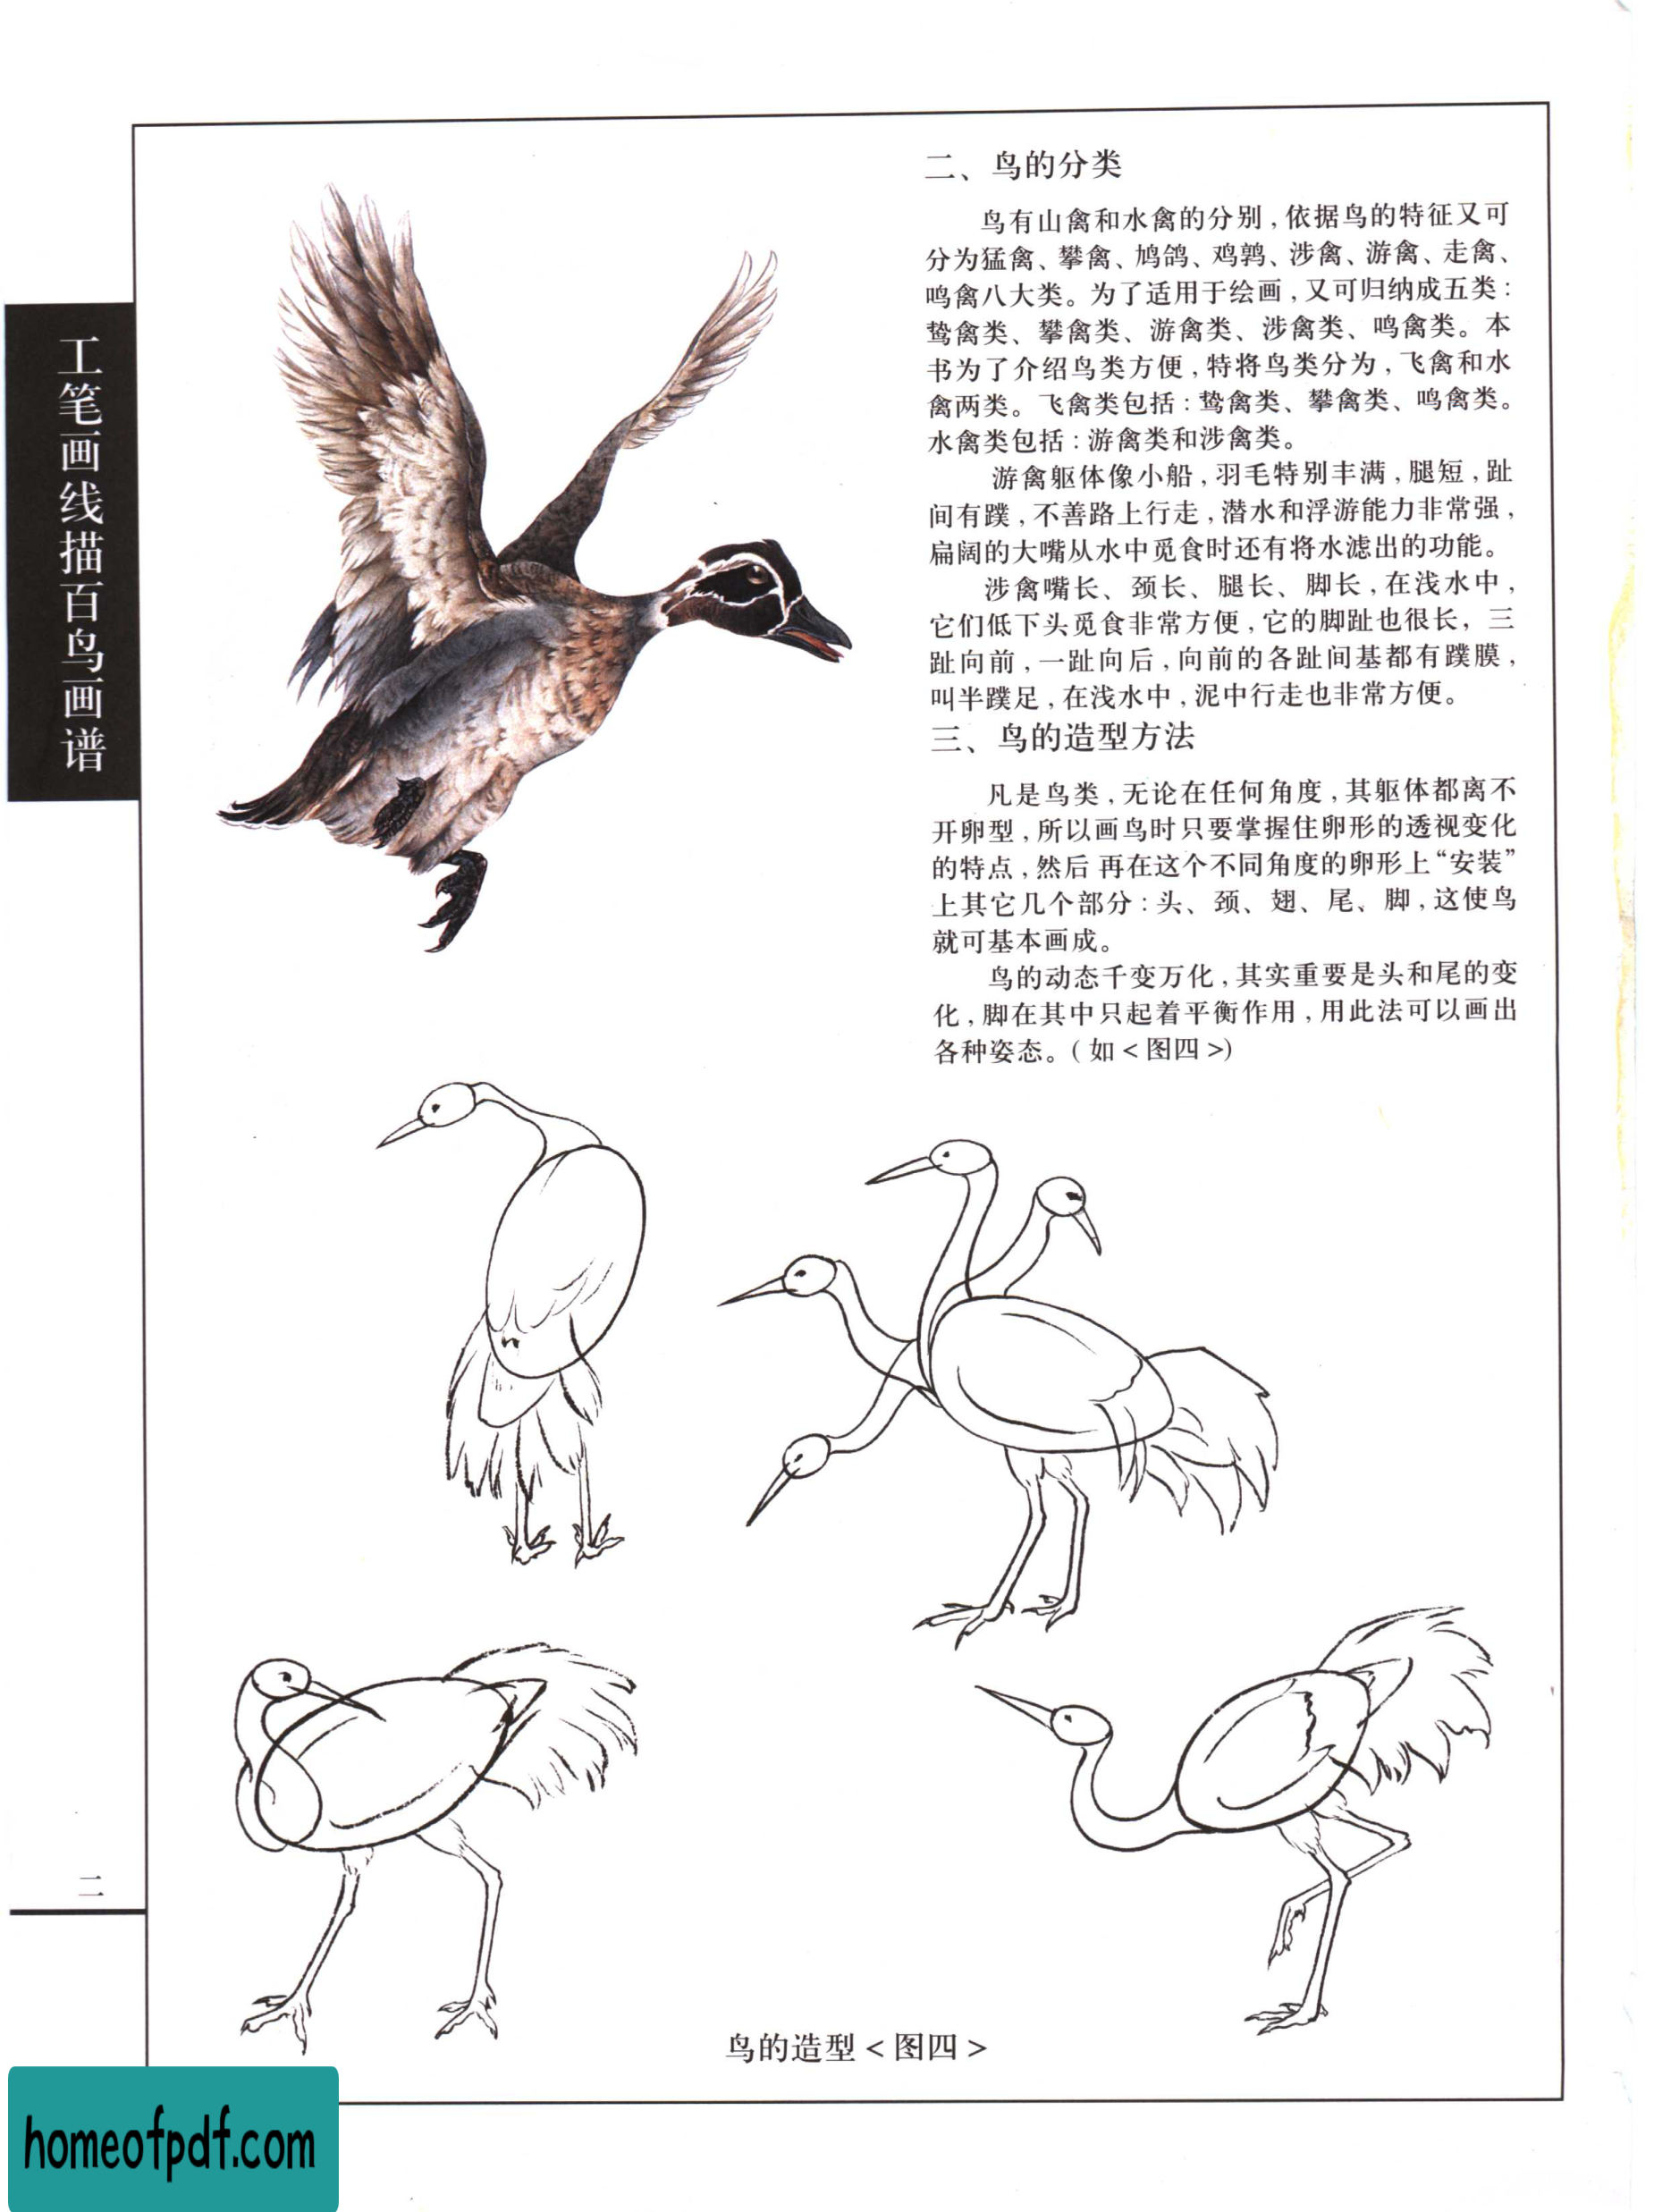 工笔画线描百鸟画谱
二、鸟的分类
鸟有山禽和水禽的分别，依据鸟的特征又可
分为猛禽、攀禽、鸠鸽、鸡鹑、涉禽、游禽、走禽、
鸣禽八大类。为了适用于绘画，又可归纳成五类：
鸷禽类、攀禽类、游禽类、涉禽类、鸣禽类。本
书为了介绍鸟类方便，特将鸟类分为，飞禽和水
禽两类。飞禽类包括：鸷禽类、攀禽类、鸣禽类。
水禽类包括：游禽类和涉禽类。
游禽躯体像小船，羽毛特别丰满，腿短，趾
间有蹼，不善路上行走，潜水和浮游能力非常强，
扁阔的大嘴从水中觅食时还有将水滤出的功能。
涉禽嘴长、颈长、腿长、脚长，在浅水中，
它们低下头觅食非常方便，它的脚趾也很长，三
趾向前，一趾向后，向前的各趾间基都有蹼膜，
叫半蹼足，在浅水中，泥中行走也非常方便。
三、鸟的造型方法
凡是鸟类，无论在任何角度，其躯体都离不
开卵型，所以画鸟时只要掌握住卵形的透视变化
的特点，然后 再在这个不同角度的卵形上“安装”
上其它几个部分：头、颈、翅、尾、脚，这使鸟
就可基本画成。
鸟的动态千变万化，其实重要是头和尾的变
化，脚在其中只起着平衡作用，用此法可以画出
各种姿态。(如<图四>)
鸟的造型<图四>
二
homeofpdf.com